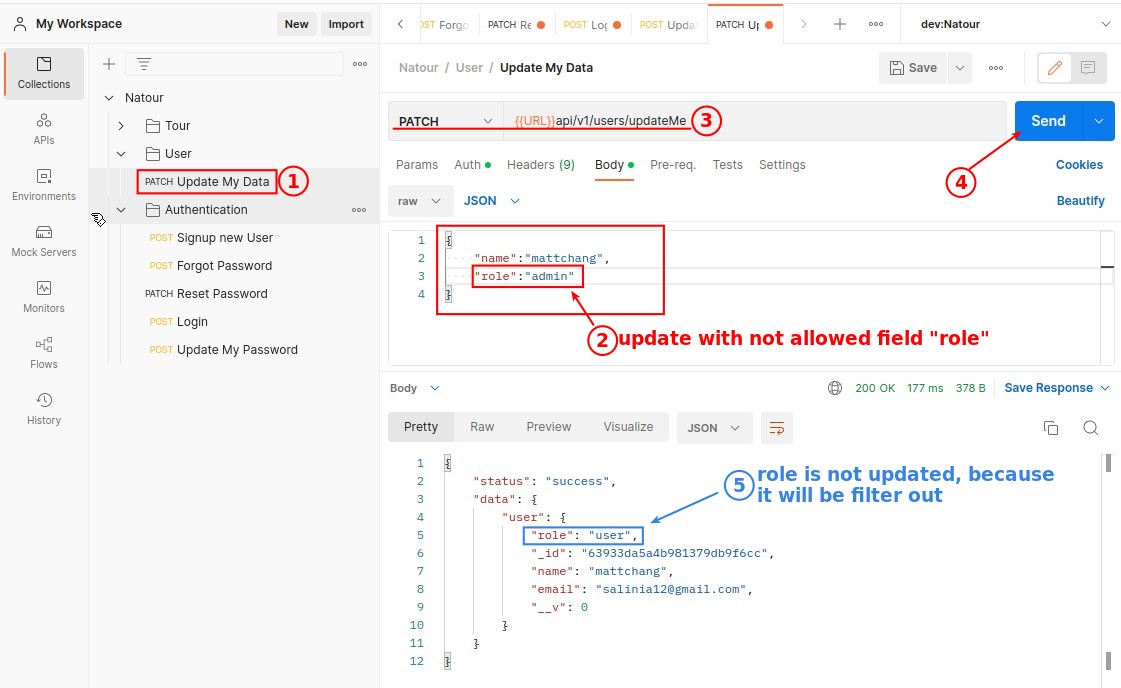 My Workspace
New
Import
OST Forgo
PATCH Re
POST Log
POST Updat
PATCH Up
dev:Natour
Collections
APIs
Environments
Mock Servers
Monitors
Flows
History
Natour
Tour
User
PATCH Update My Data
1
Authentication
POST Signup new User
POST Forgot Password
PATCH Reset Password
POST Login
POST Update My Password
Natour / User / Update My Data
Save
PATCH
{{URL}}api/v1/users/updateMe
3
Send
4
Params
Auth
Headers (9)
Body
Pre-req.
Tests
Settings
Cookies
raw
JSON
Beautify
1 {
2 "name":"mattchang",
3 "role":"admin"
4 }
2 update with not allowed field "role"
Body
200 OK
177 ms
378 B
Save Response
Pretty
Raw
Preview
Visualize
JSON
1 {
2 "status": "success",
3 "data": {
4 "user": {
5 "role": "user",
6 "_id": "63933da5a4b981379db9f6cc",
7 "name": "mattchang",
8 "email": "salinia12@gmail.com",
9 "__v": 0
10 }
11 }
12 }
5 role is not updated, because
it will be filter out